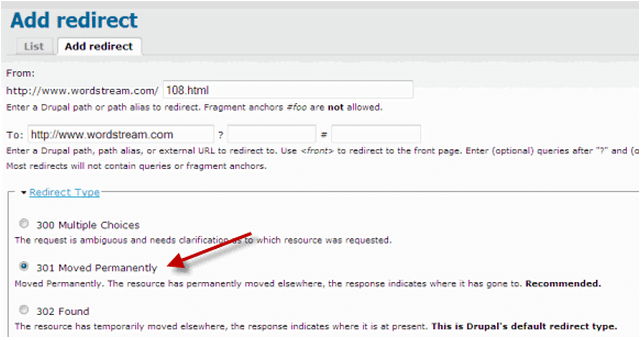 Add redirect
List Add redirect
From:
http://www.wordstream.com/ 108.html
Enter a Drupal path or path alias to redirect. Fragment anchors #foo are not allowed.
To: http://www.wordstream.com ? #
Enter a Drupal path, path alias, or external URL to redirect to. Use <front> to redirect to the front page. Enter (optional) queries after "?" and (o
Most redirects will not contain queries or fragment anchors.
Redirect Type
300 Multiple Choices
The request is ambiguous and needs clarification as to which resource was requested.
301 Moved Permanently
Moved Permanently. The resource has permanently moved elsewhere, the response indicates where it has gone to. Recommended.
302 Found
The resource has temporarily moved elsewhere, the response indicates where it is at present. This is Drupal's default redirect type.